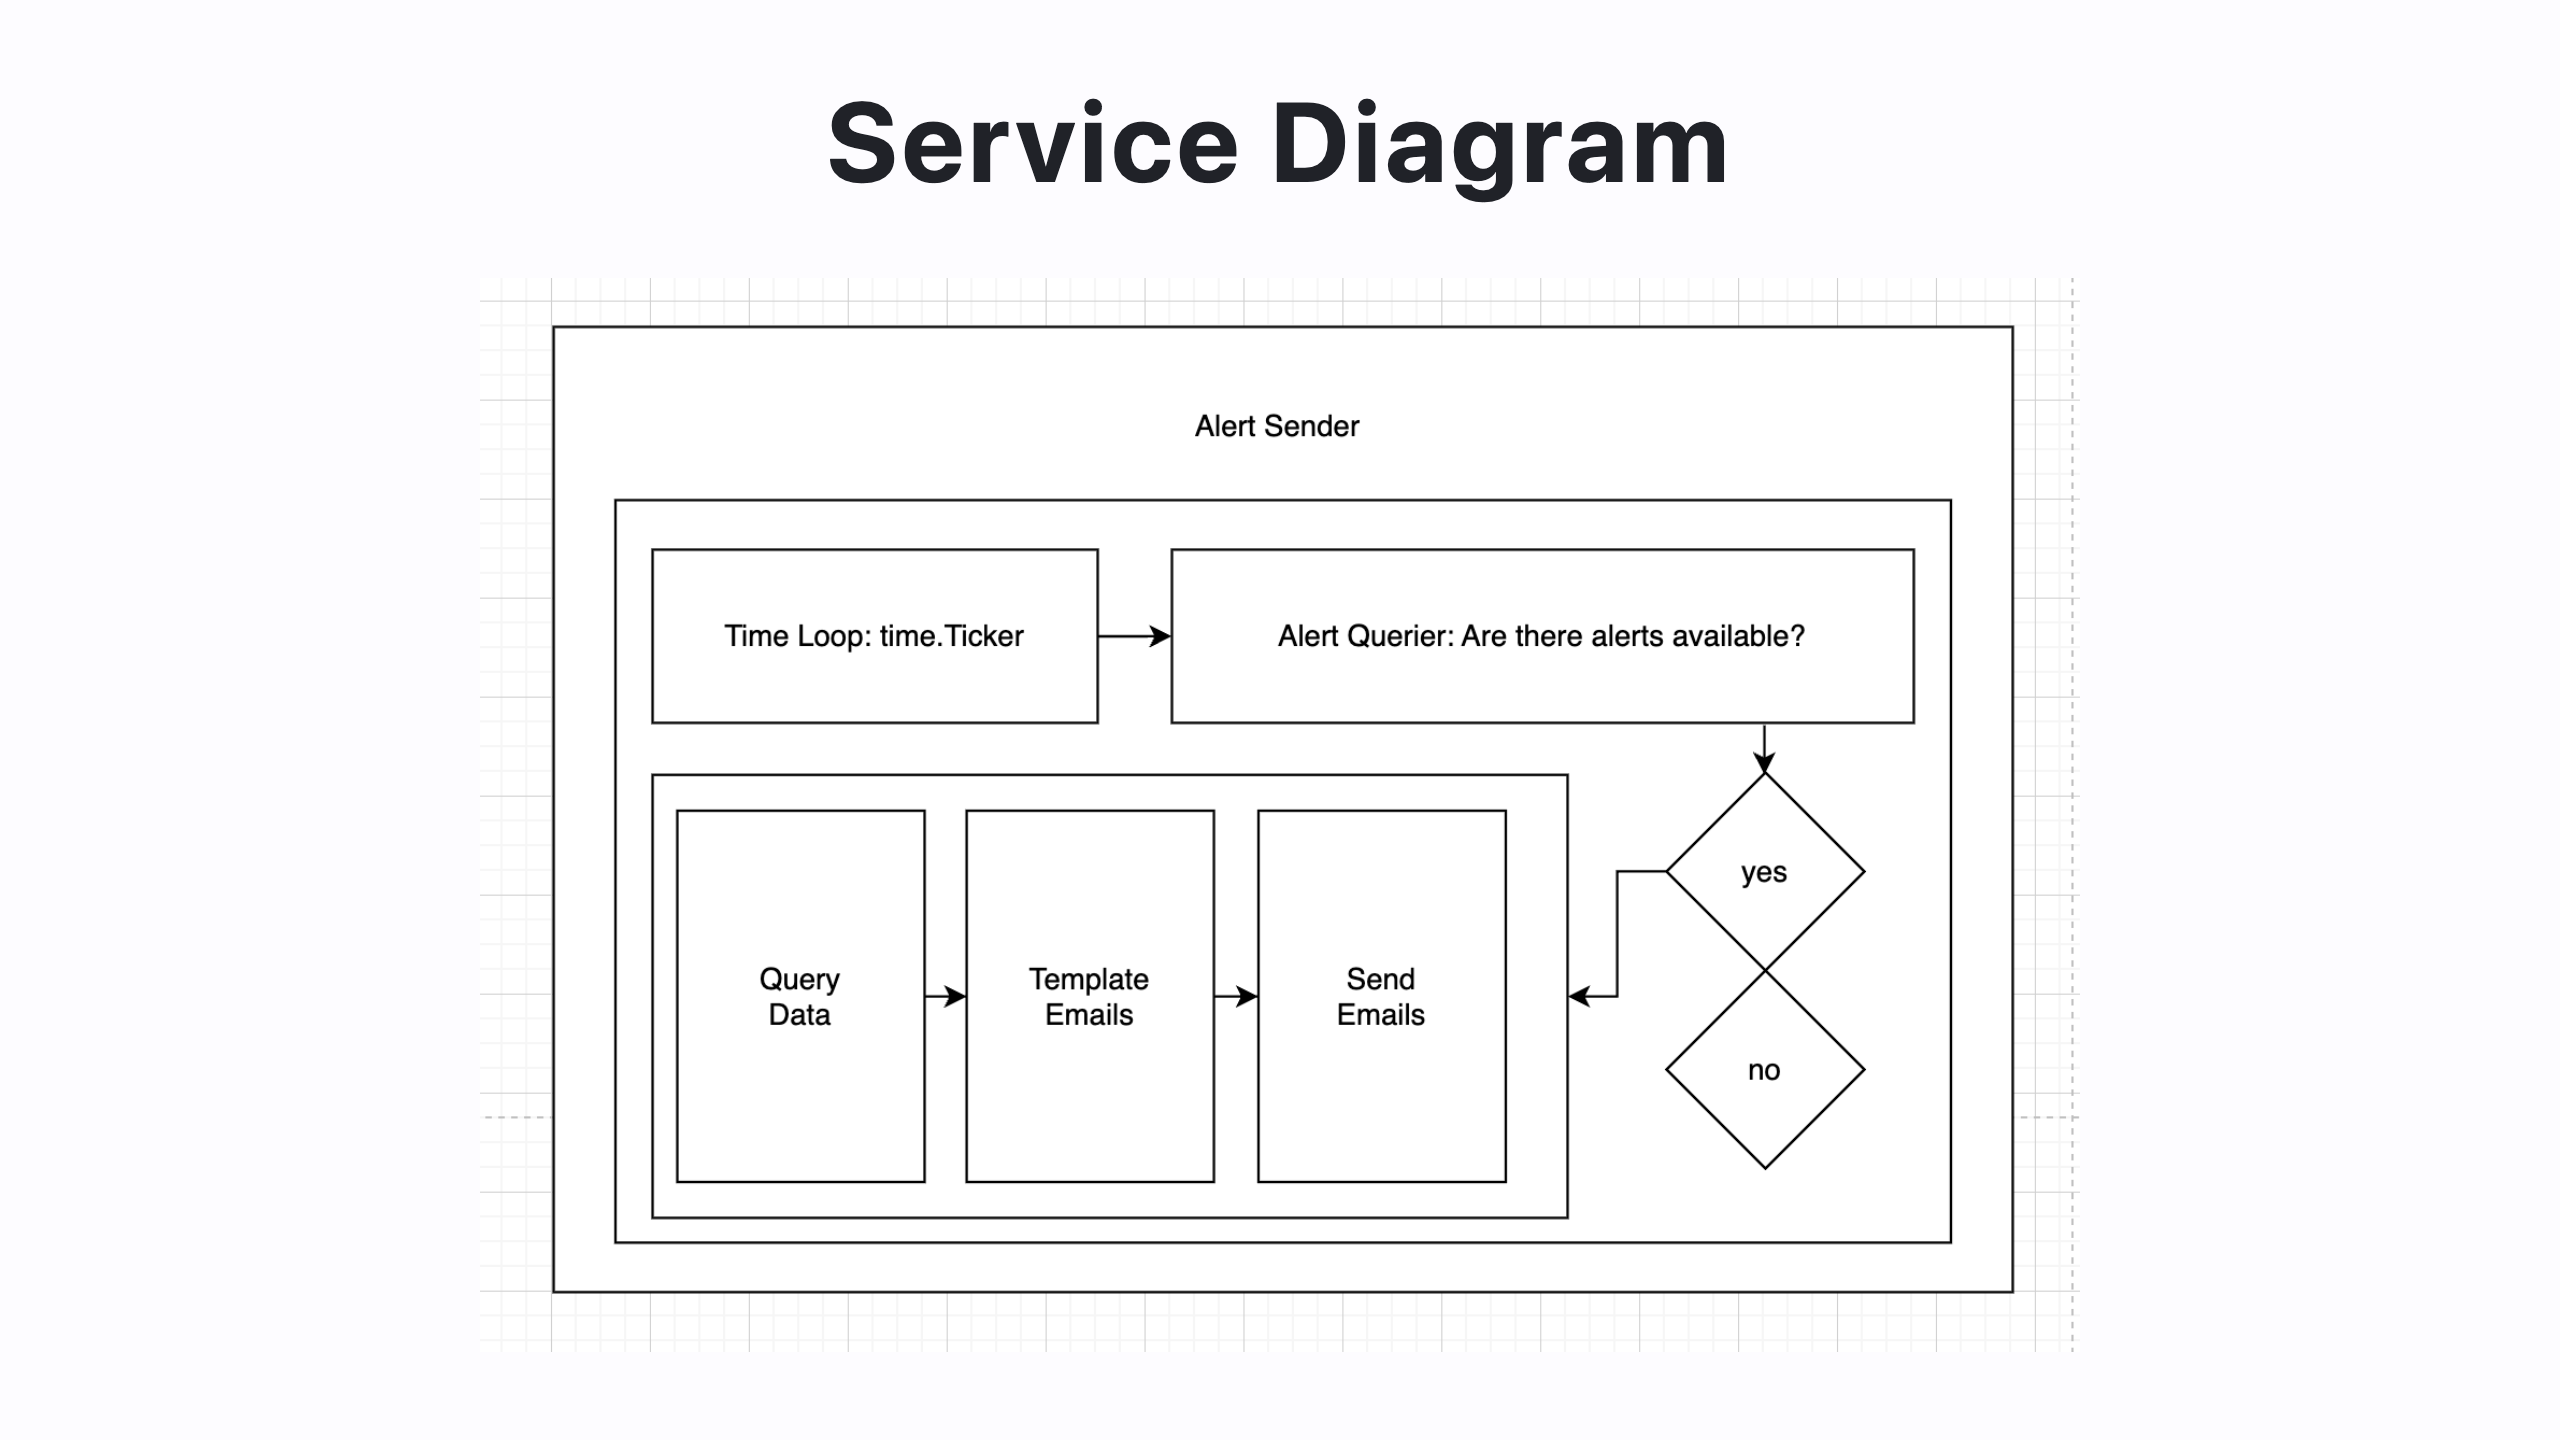 Service Diagram
Alert Sender
Time Loop: time.Ticker
Alert Querier: Are there alerts available?
yes
Query
Data
Template
Emails
Send
Emails
no